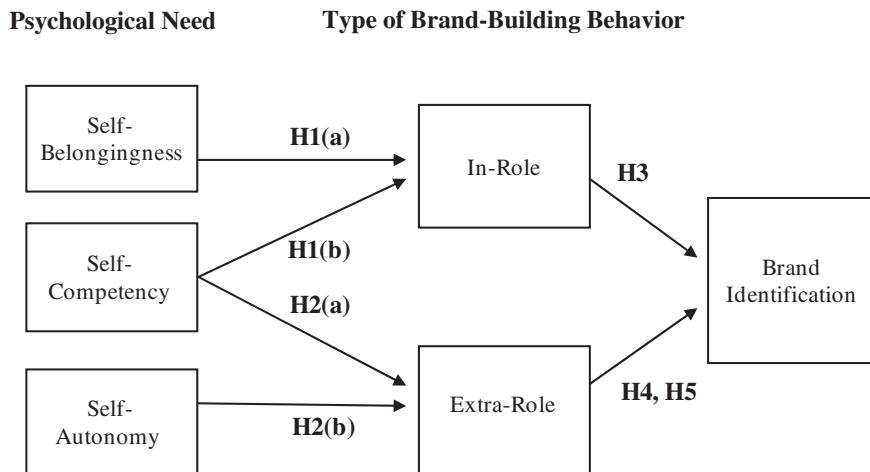 Psychological Need
Type of Brand-Building Behavior
Self-
Belongingness
H1(a)
In-Role
H3
H1(b)
Self-
Competency
H2(a)
Brand
Identification
Self-
Autonomy
H2(b)
Extra-Role
H4, H5